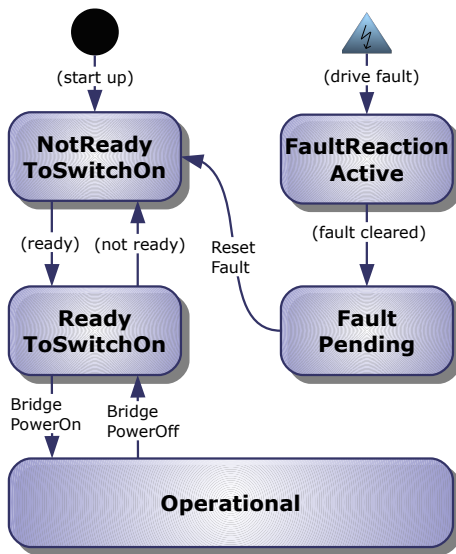 (start up)
(drive fault)
NotReady
ToSwitchOn
FaultReaction
Active
(ready)
(not ready)
Reset
Fault
(fault cleared)
Ready
ToSwitchOn
Fault
Pending
Bridge
PowerOn
Bridge
PowerOff
Operational